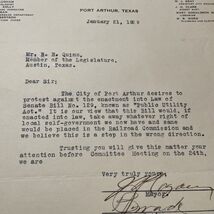 PORT ARTHUR, TEXAS
January 21, 19
Mr. R. E. Quinn,
Member of the Legislature,
Austin, Texas.
Dear Sir;
The City of Port Arthur desires to
protest against the enactment into Law of
Senate Bill No. 129, known as "Public Utility
Act." It is our view that this Bill would, if
enacted into law, take away whatever right of
local self-government we now have and same
would be placed in the Railroad Commission and
we believe this is a step in the wrong direction.
Trusting you will give this matter your
attention before Committee Hearing on the 24th,
we are
Very truly yours,
Mayor